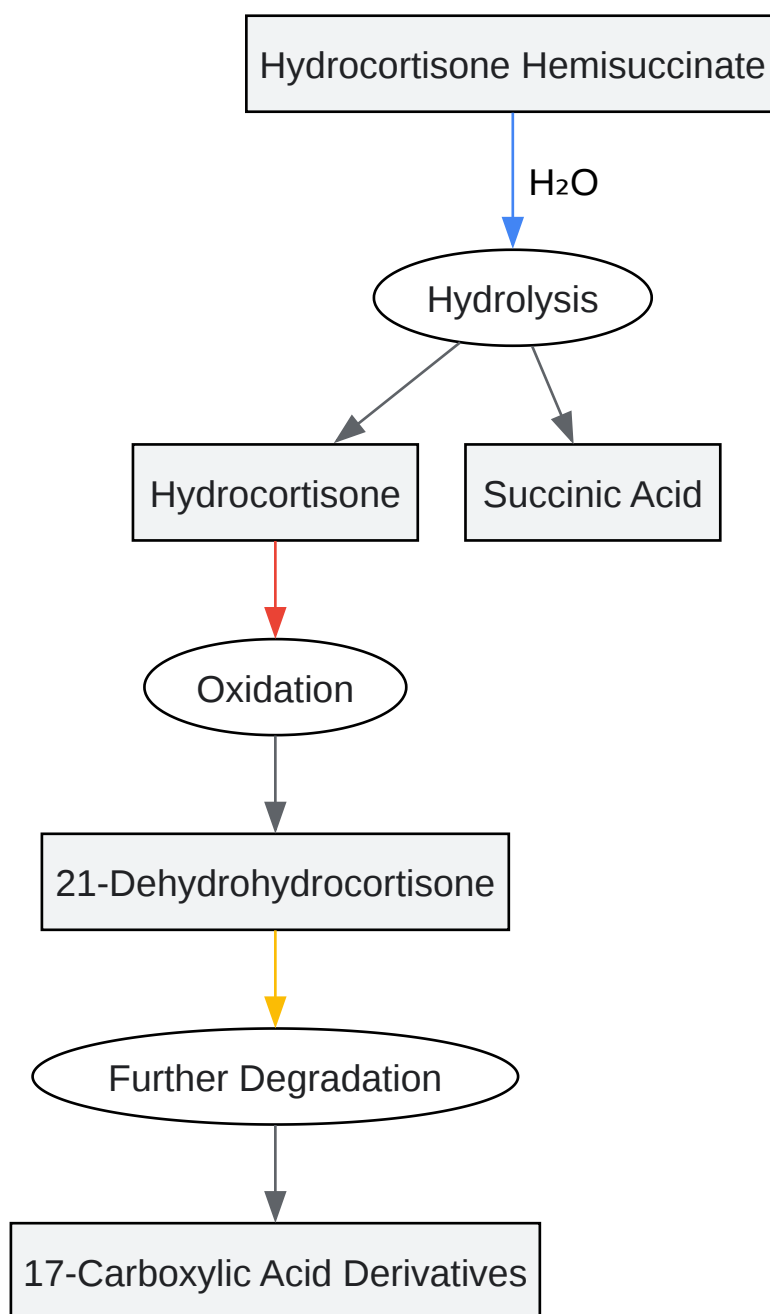 Hydrocortisone Hemisuccinate
H₂O
Hydrolysis
Hydrocortisone
Succinic Acid
Oxidation
21-Dehydrohydrocortisone
Further Degradation
17-Carboxylic Acid Derivatives